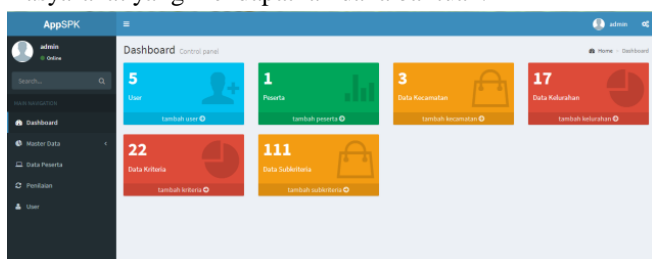 AppSPK
admin
admin
Online
Dashboard Control panel
Home > Dashboard
Search...
MAIN NAVIGATION
Dashboard
Master Data
Data Peserta
Penilaian
User
5
User
tambah user
1
Peserta
tambah peserta
3
Data Kecamatan
tambah kecamatan
17
Data Kelurahan
tambah kelurahan
22
Data Kriteria
tambah kriteria
111
Data Subkriteria
tambah subkriteria